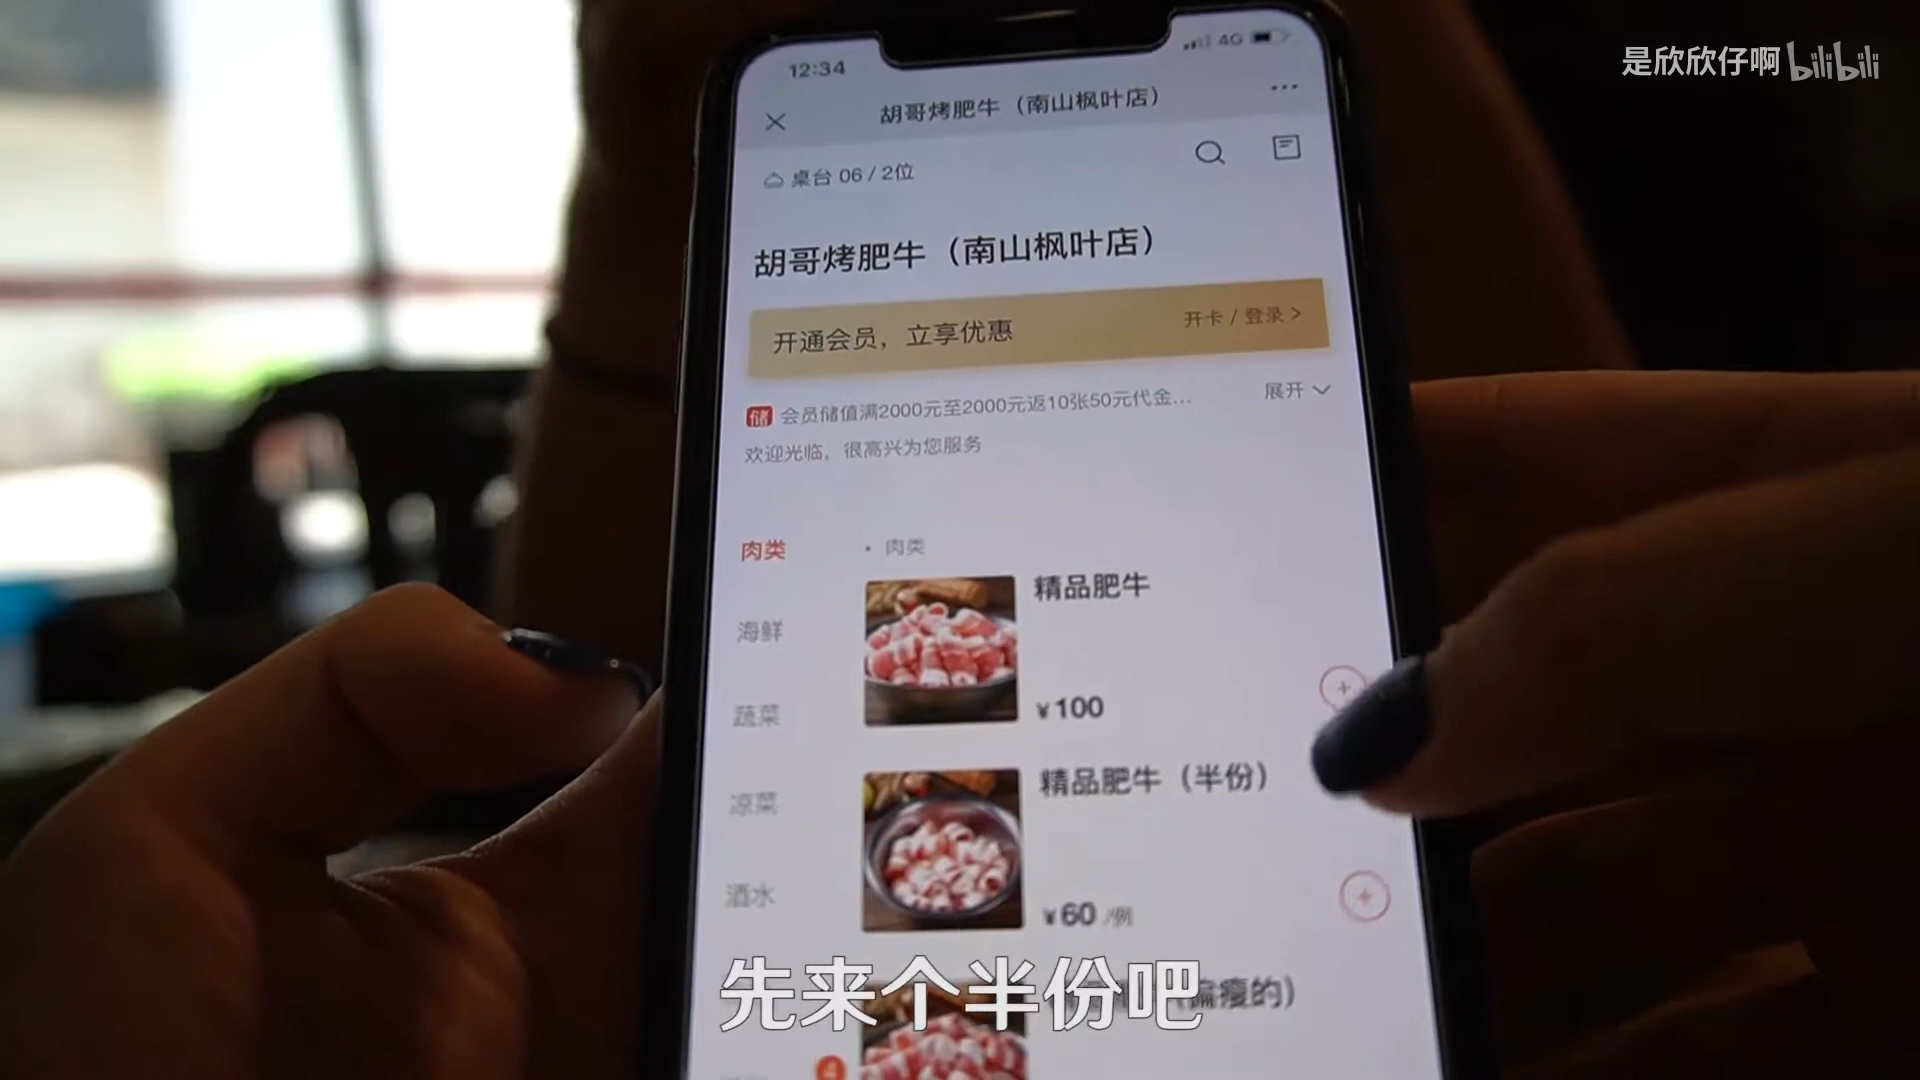 是欣欣仔啊 bilibili
12:34 4G
胡哥烤肥牛（南山枫叶店）
桌台 06 / 2位
胡哥烤肥牛（南山枫叶店）
开通会员，立享优惠 开卡 / 登录 >
储 会员储值满2000元至2000元返10张50元代金... 展开
欢迎光临，很高兴为您服务
肉类 • 肉类
精品肥牛
海鲜
蔬菜 ¥100
精品肥牛（半份）
凉菜
酒水 ¥60 /例
瘦的）
先来个半份吧
4